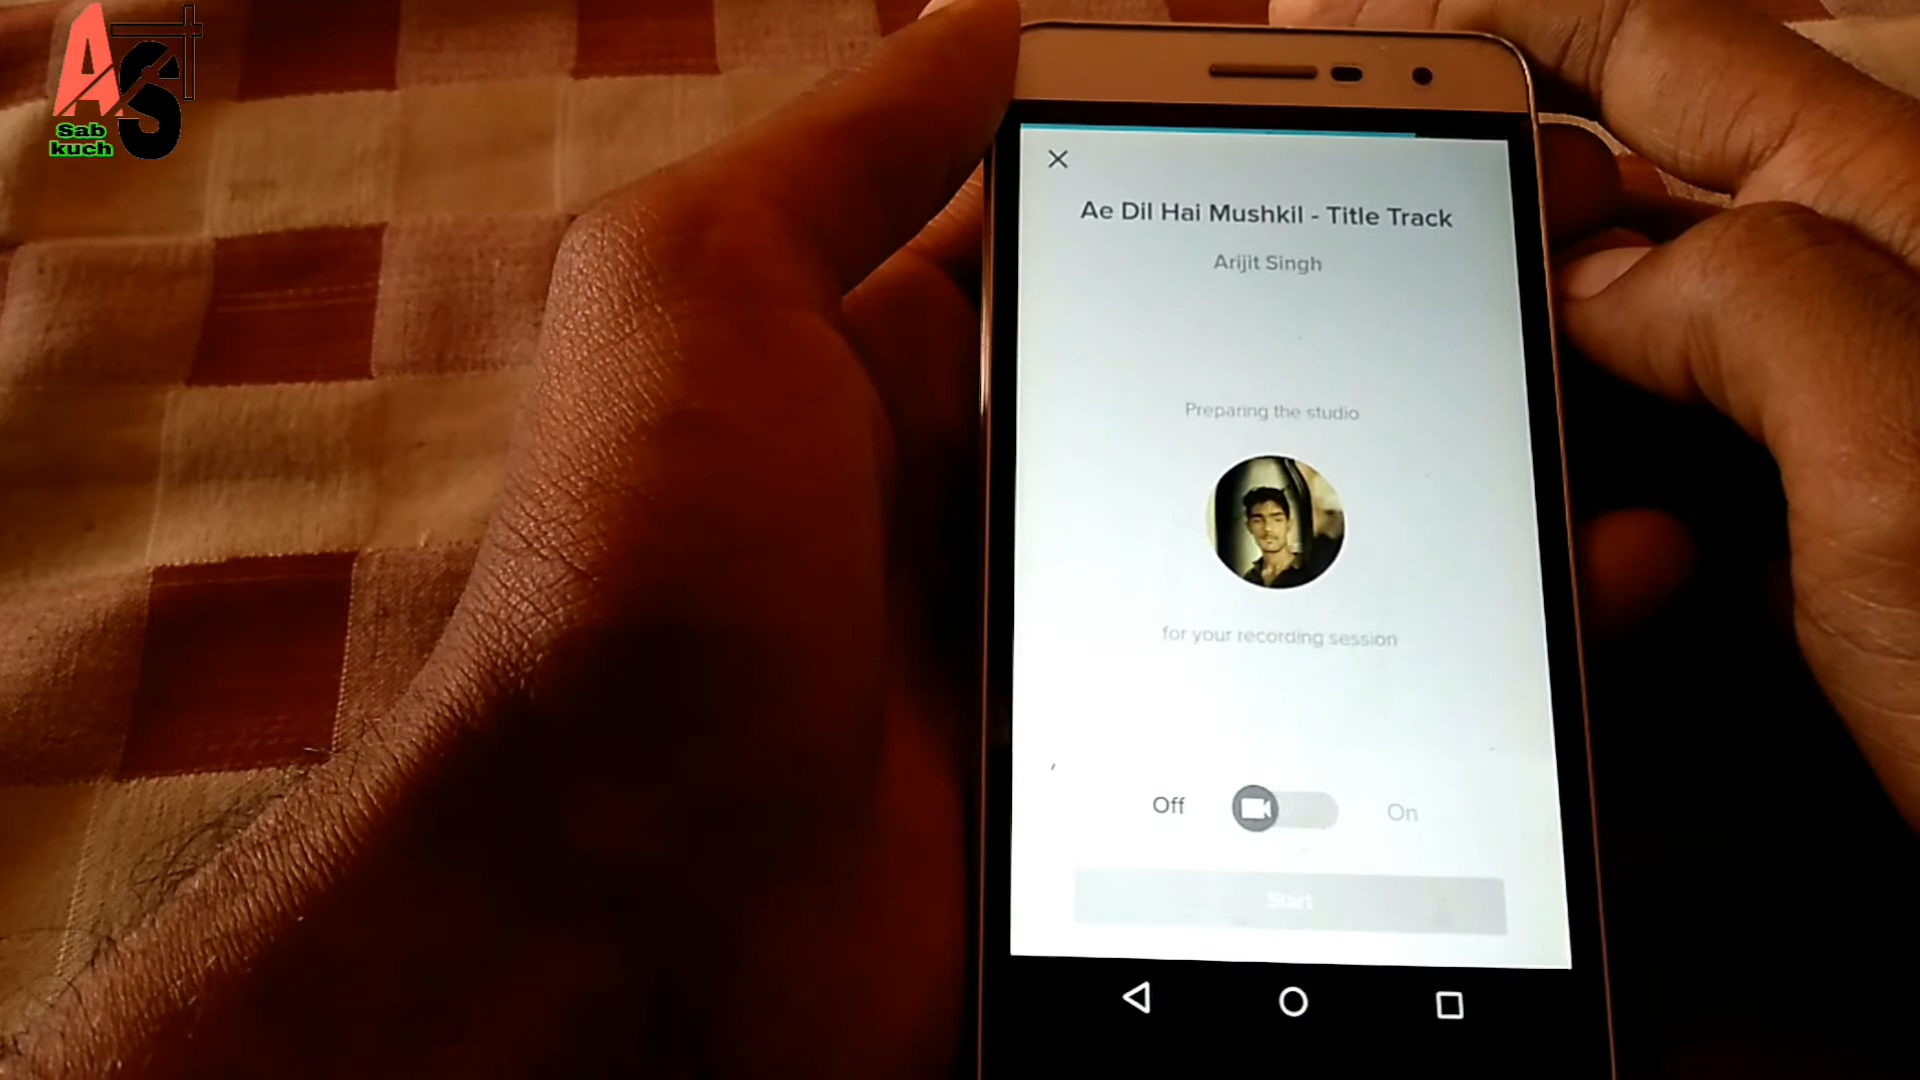 AS
Sab
kuch
Ae Dil Hai Mushkil - Title Track
Arijit Singh
Preparing the studio
for your recording session
Off
On
Start